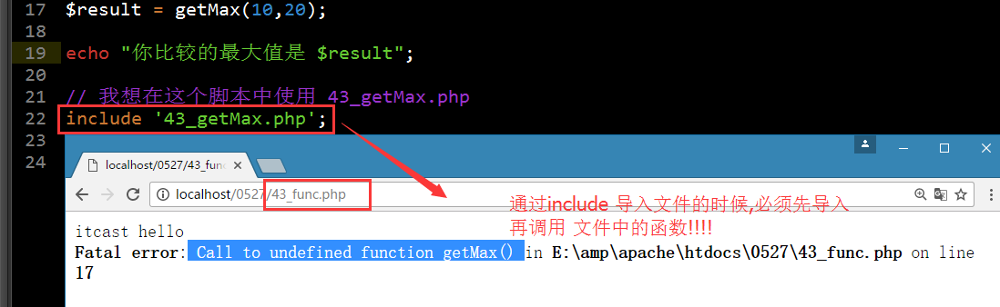 17 $result = getMax(10,20);
18
19 echo "你比较的最大值是 $result";
20
21 // 我想在这个脚本中使用 43_getMax.php
22 include '43_getMax.php';
23
24
localhost/0527/43_fun
localhost/0527/43_func.php
通过include 导入文件的时候,必须先导入
再调用 文件中的函数!!!!
itcast hello
Fatal error: Call to undefined function getMax() in E:\amp\apache\htdocs\0527\43_func.php on line
17